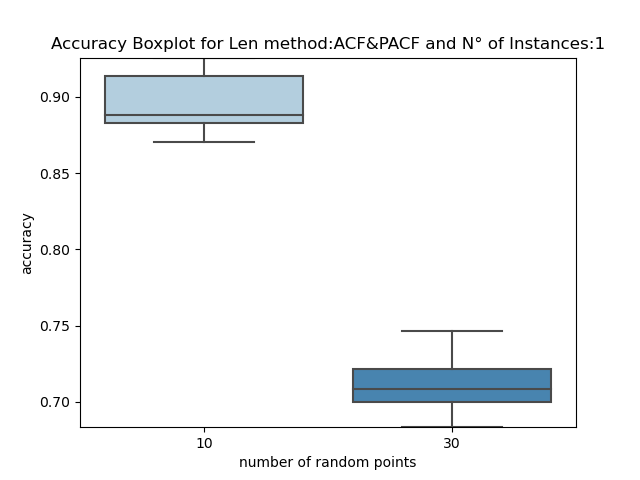 Accuracy Boxplot for Len method:ACF&PACF and N° of Instances:1
0.90
0.85
0.80
0.75
0.70
accuracy
10
30
number of random points